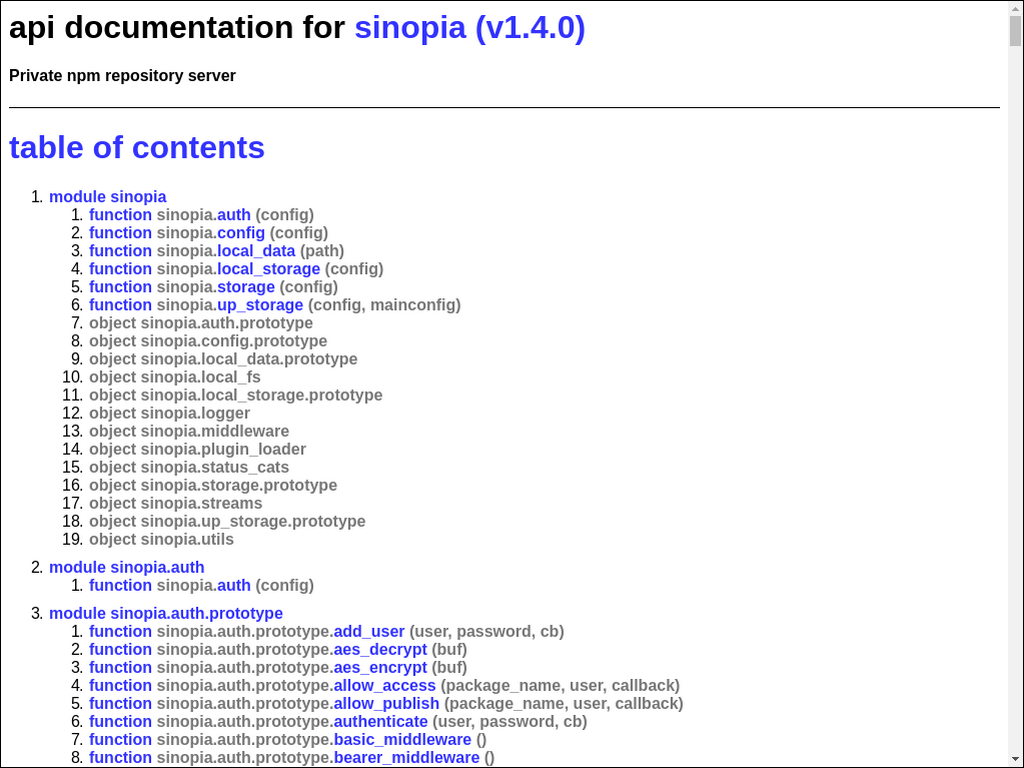 api documentation for sinopia (v1.4.0)
Private npm repository server
table of contents
1. module sinopia
1. function sinopia.auth (config)
2. function sinopia.config (config)
3. function sinopia.local_data (path)
4. function sinopia.local_storage (config)
5. function sinopia.storage (config)
6. function sinopia.up_storage (config, mainconfig)
7. object sinopia.auth.prototype
8. object sinopia.config.prototype
9. object sinopia.local_data.prototype
10. object sinopia.local_fs
11. object sinopia.local_storage.prototype
12. object sinopia.logger
13. object sinopia.middleware
14. object sinopia.plugin_loader
15. object sinopia.status_cats
16. object sinopia.storage.prototype
17. object sinopia.streams
18. object sinopia.up_storage.prototype
19. object sinopia.utils
2. module sinopia.auth
1. function sinopia.auth (config)
3. module sinopia.auth.prototype
1. function sinopia.auth.prototype.add_user (user, password, cb)
2. function sinopia.auth.prototype.aes_decrypt (buf)
3. function sinopia.auth.prototype.aes_encrypt (buf)
4. function sinopia.auth.prototype.allow_access (package_name, user, callback)
5. function sinopia.auth.prototype.allow_publish (package_name, user, callback)
6. function sinopia.auth.prototype.authenticate (user, password, cb)
7. function sinopia.auth.prototype.basic_middleware ()
8. function sinopia.auth.prototype.bearer_middleware ()